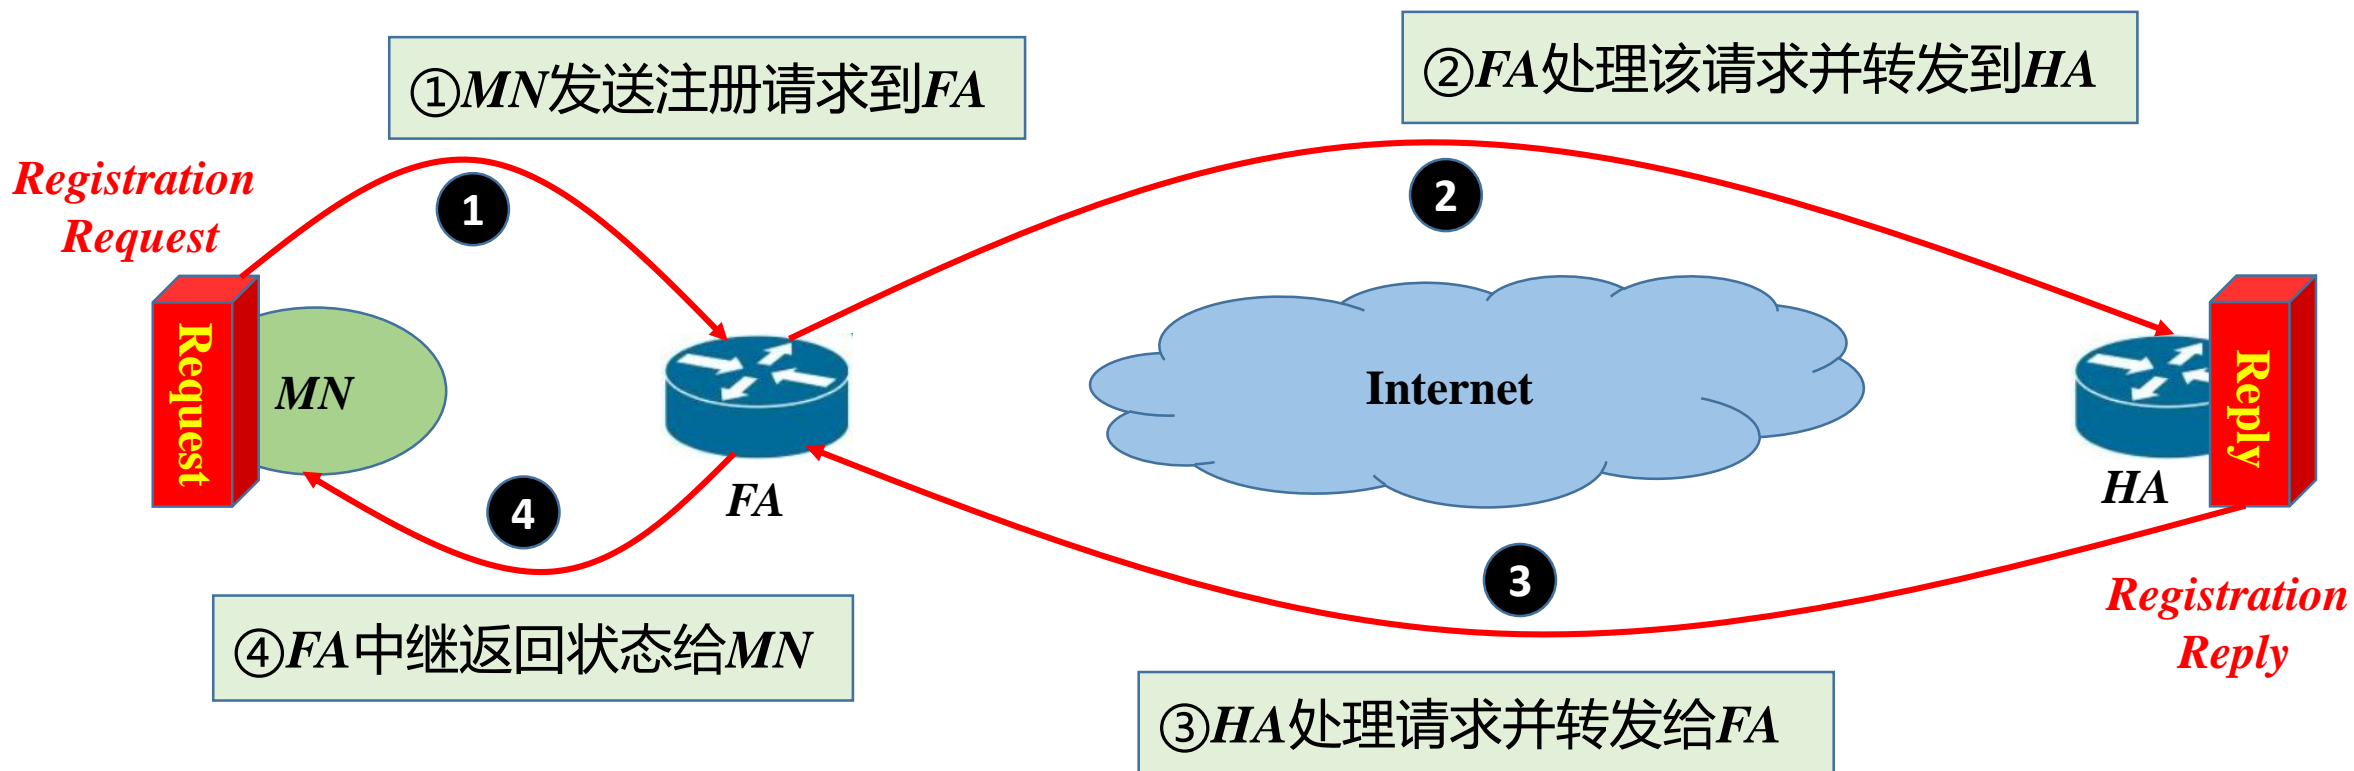 ①MN发送注册请求到FA
②FA处理该请求并转发到HA
Registration
Request
1
2
Request
MN
Internet
Reply
FA
HA
4
3
Registration
Reply
④FA中继返回状态给MN
③HA处理请求并转发给FA